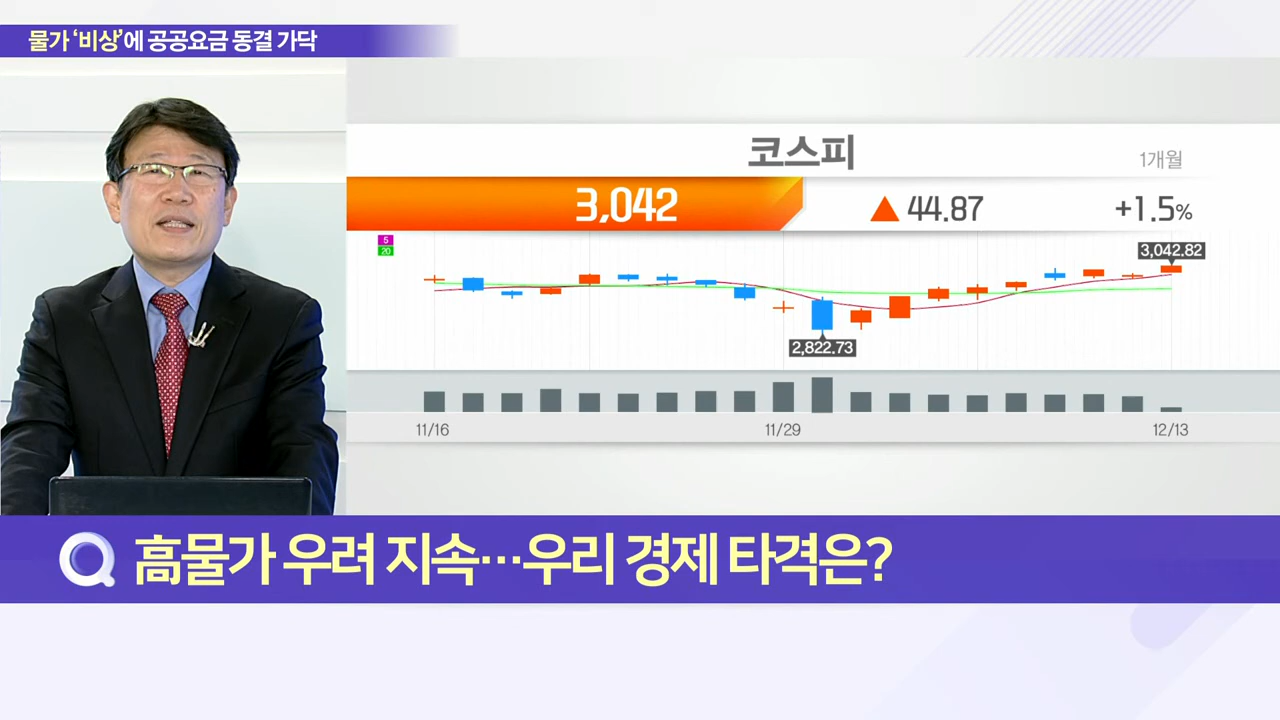 물가 '비상'에 공공요금 동결 가닥
코스피
1개월
3,042
▲ 44.87
+1.5%
5
20
3,042.82
2,822.73
11/16
11/29
12/13
高물가 우려 지속…우리 경제 타격은?